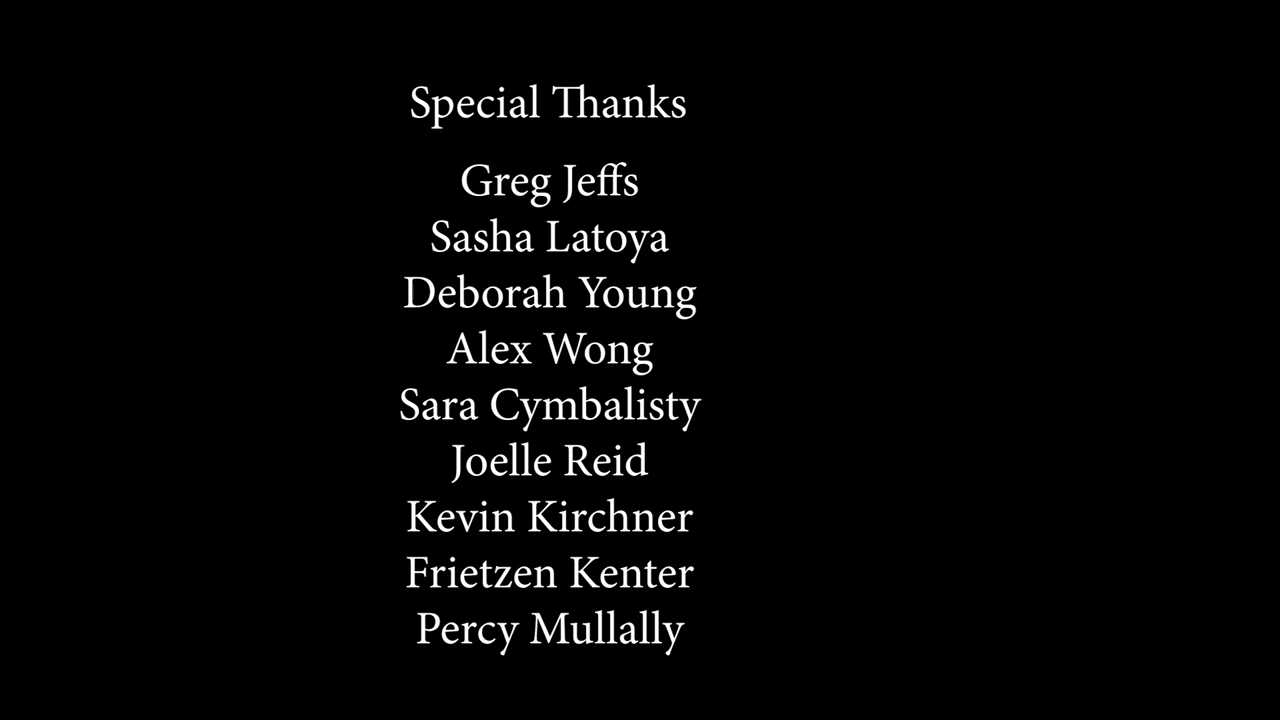 Special Thanks
Greg Jeffs
Sasha Latoya
Deborah Young
Alex Wong
Sara Cymbalisty
Joelle Reid
Kevin Kirchner
Frietzen Kenter
Percy Mullally